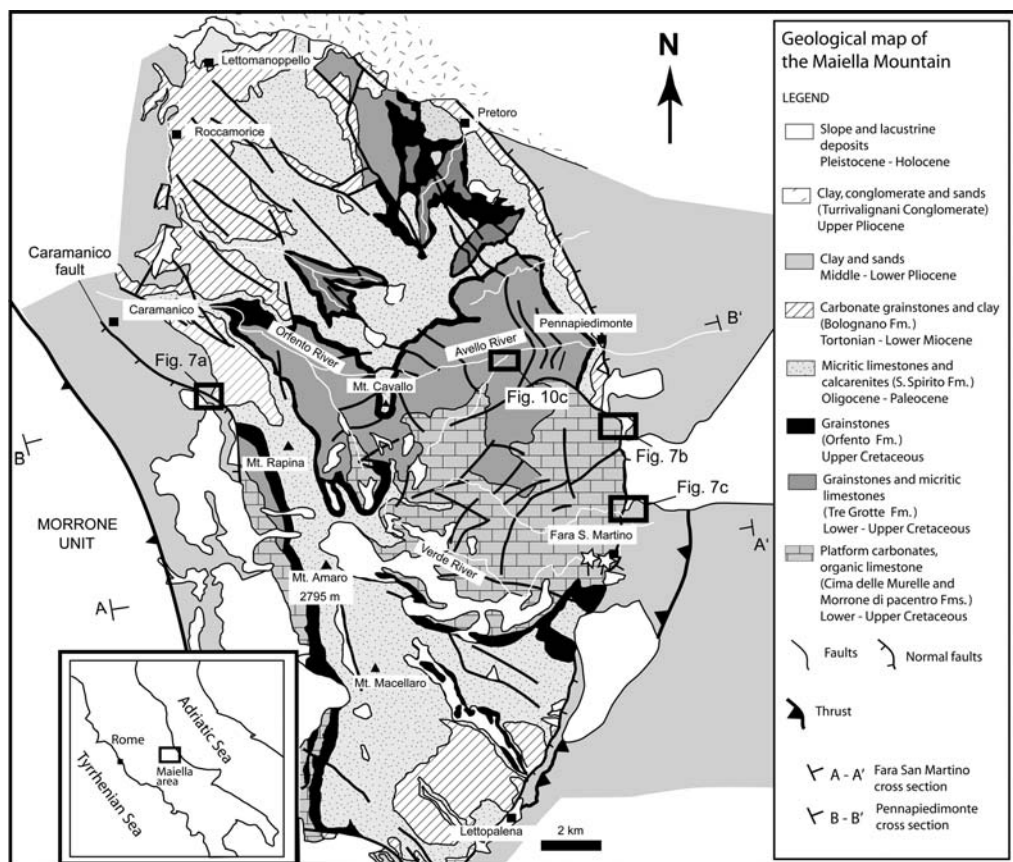 Lettomanoppello
Roccamorice
Pretoro
N
Caramanico
fault
Caramanico
Fig. 7a
Orfento River
Avello River
Pennapiedimonte
B'
Mt. Cavallo
Fig. 10c
B
Mt. Rapina
Fig. 7b
Fig. 7c
MORRONE
UNIT
Fara S. Martino
A'
Verde River
Mt. Amaro
2795 m
A
Mt. Macellaro
Lettopalena
2 km
Rome
Maiella
area
Adriatic Sea
Tyrrhenian Sea
Geological map of
the Maiella Mountain
LEGEND
Slope and lacustrine
deposits
Pleistocene - Holocene
Clay, conglomerate and sands
(Turrivalignani Conglomerate)
Upper Pliocene
Clay and sands
Middle - Lower Pliocene
Carbonate grainstones and clay
(Bolognano Fm.)
Tortonian - Lower Miocene
Micritic limestones and
calcarenites (S. Spirito Fm.)
Oligocene - Paleocene
Grainstones
(Orfento Fm.)
Upper Cretaceous
Grainstones and micritic
limestones
(Tre Grotte Fm.)
Lower - Upper Cretaceous
Platform carbonates,
organic limestone
(Cima delle Murelle and
Morrone di pacentro Fms.)
Lower - Upper Cretaceous
Faults
Normal faults
Thrust
A - A' Fara San Martino
cross section
B - B' Pennapiedimonte
cross section